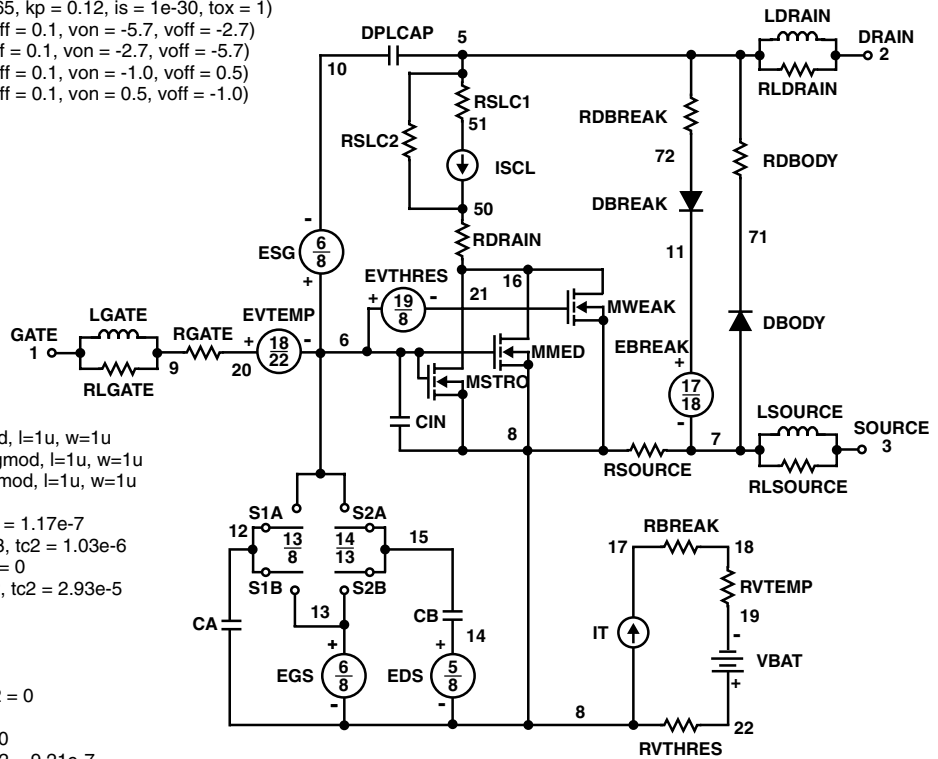 65, kp = 0.12, is = 1e-30, tox = 1)
ff = 0.1, von = -5.7, voff = -2.7)
f = 0.1, von = -2.7, voff = -5.7)
ff = 0.1, von = -1.0, voff = 0.5)
ff = 0.1, von = 0.5, voff = -1.0)
DPLCAP
5
10
LDRAIN
DRAIN
2
RLDRAIN
RSLC1
51
RSLC2
ISCL
50
RDRAIN
RDBREAK
72
RDBODY
DBREAK
11
71
ESG
-
6
8
+
EVTHRES
+
19
8
-
21
16
MWEAK
LGATE
GATE
1
RLGATE
9
RGATE
20
EVTEMP
+
18
22
-
6
MMED
MSTRO
CIN
8
EBREAK
+
17
18
-
DBODY
7
RSOURCE
LSOURCE
SOURCE
3
RLSOURCE
d, l=1u, w=1u
gmod, l=1u, w=1u
mod, l=1u, w=1u
= 1.17e-7
3, tc2 = 1.03e-6
= 0
, tc2 = 2.93e-5
2 = 0
0
S1A
S2A
12
13
8
14
13
15
S1B
S2B
13
CA
CB
14
+
EGS
6
8
-
+
EDS
5
8
-
8
RBREAK
17
18
RVTEMP
19
IT
-
VBAT
+
22
RVTHRES